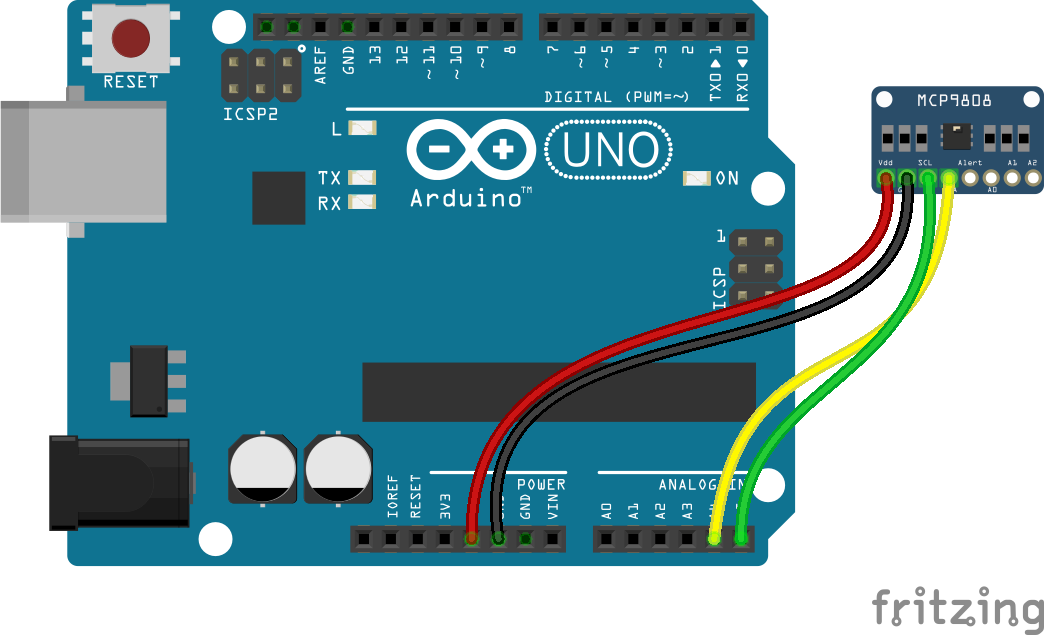 RESET
ICSP2
AREF
GND
13
12
~11
~10
~9
8
7
~6
~5
4
~3
2
TX0▶1
RX0◀0
DIGITAL (PWM=~)
L
TX
RX
UNO
Arduino™
ON
1
ICSP
MCP9808
Vdd
SCL
Alert
A0
A1
A2
POWER
ANALOG IN
IOREF
RESET
3V3
GND
VIN
A0
A1
A2
A3
fritzing